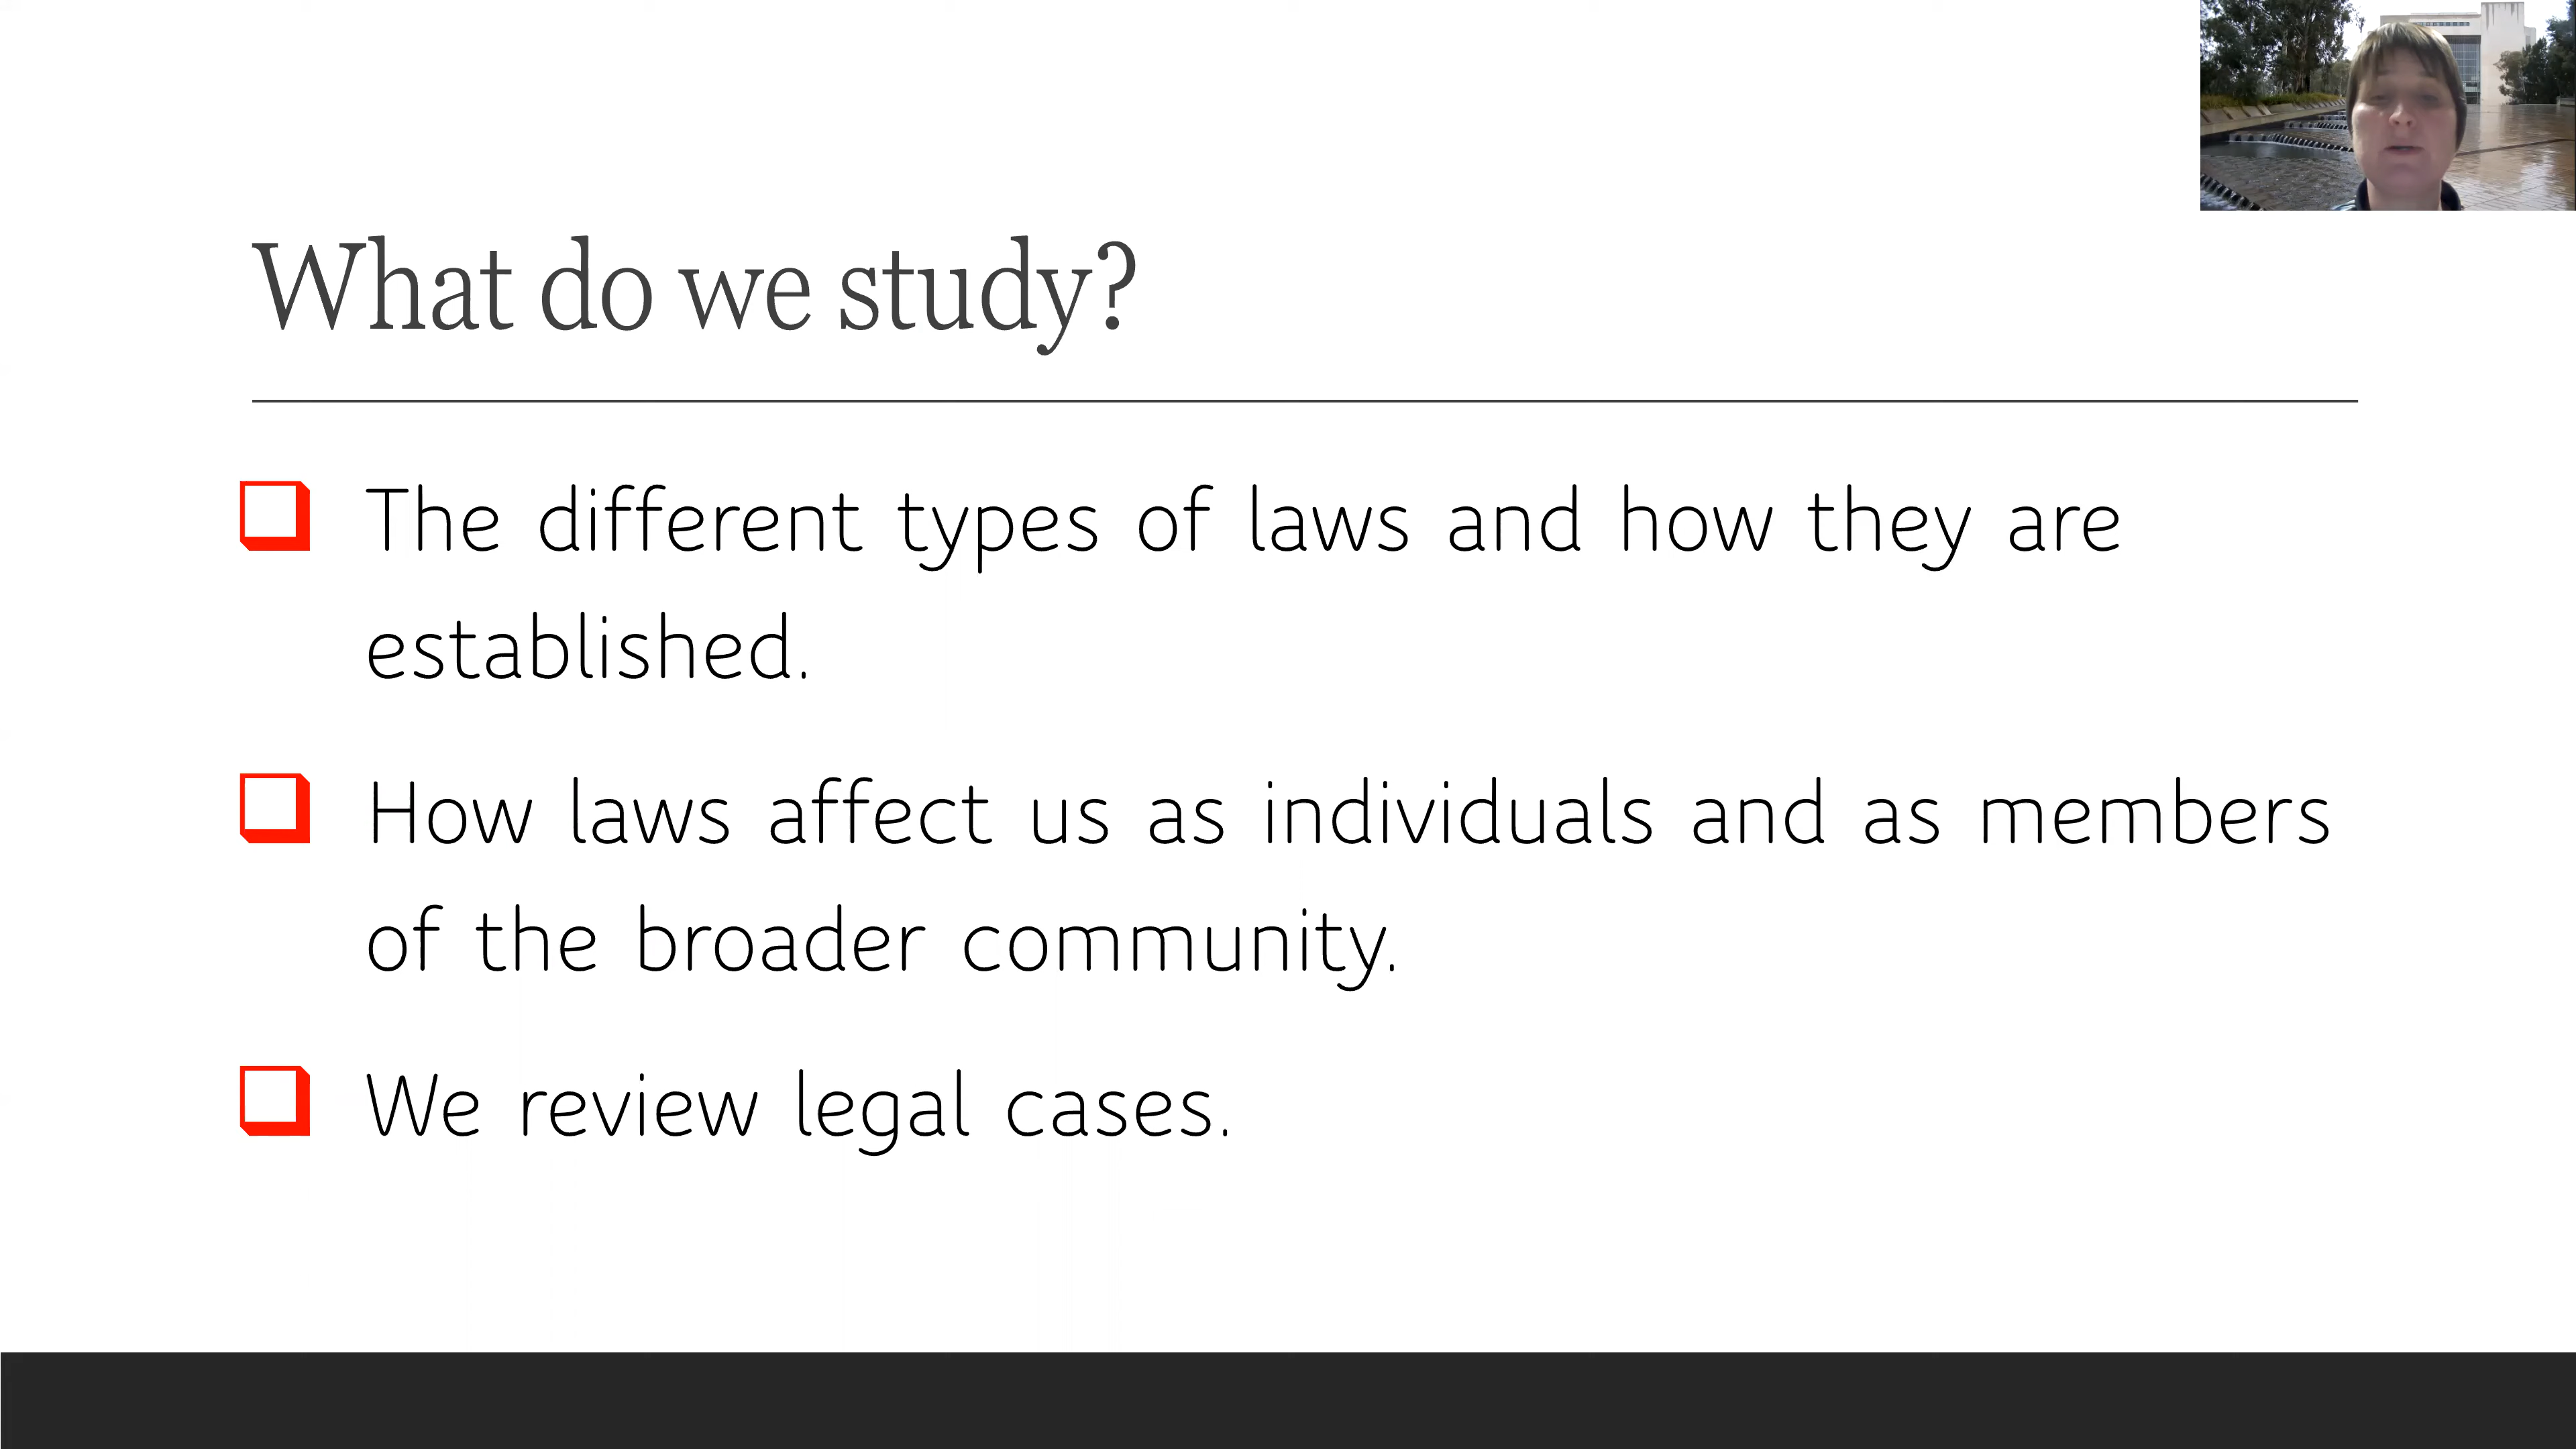 What do we study?
The different types of laws and how they are
established.
How laws affect us as individuals and as members
of the broader community.
We review legal cases.